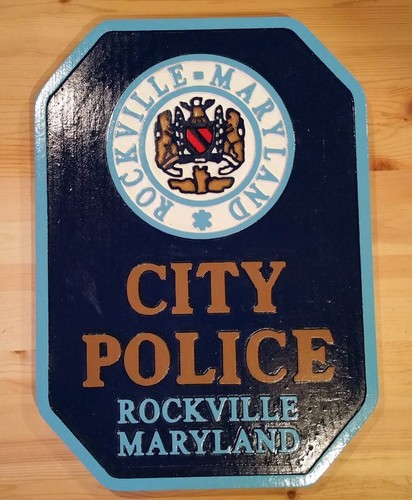 ROCKVILLE - MARYLAND
CITY
POLICE
ROCKVILLE
MARYLAND